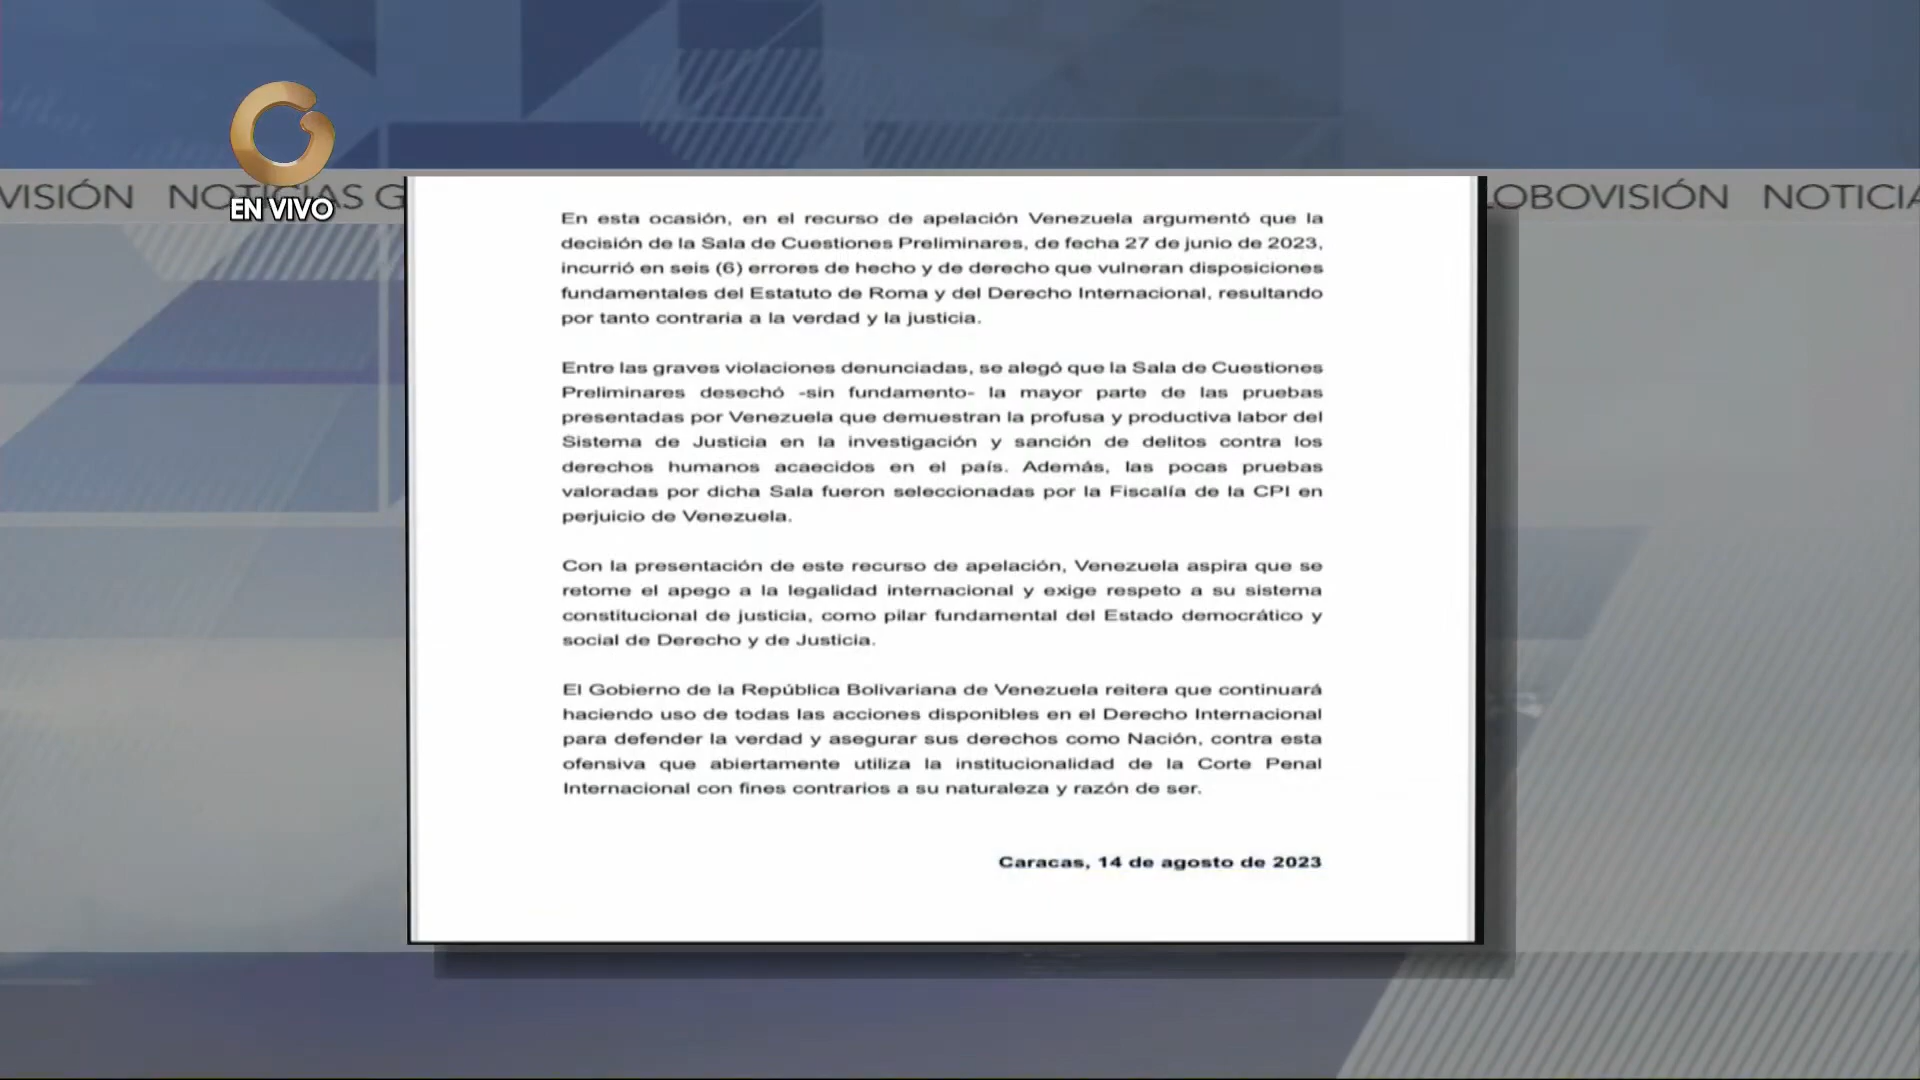 VISIÓN NOTICIAS G
LOBOVISIÓN NOTICIA
EN VIVO
En esta ocasión, en el recurso de apelación Venezuela argumentó que la
decisión de la Sala de Cuestiones Preliminares, de fecha 27 de junio de 2023,
incurrió en seis (6) errores de hecho y de derecho que vulneran disposiciones
fundamentales del Estatuto de Roma y del Derecho Internacional, resultando
por tanto contraria a la verdad y la justicia.
Entre las graves violaciones denunciadas, se alegó que la Sala de Cuestiones
Preliminares desechó -sin fundamento- la mayor parte de las pruebas
presentadas por Venezuela que demuestran la profusa y productiva labor del
Sistema de Justicia en la investigación y sanción de delitos contra los
derechos humanos acaecidos en el país. Además, las pocas pruebas
valoradas por dicha Sala fueron seleccionadas por la Fiscalía de la CPI en
perjuicio de Venezuela.
Con la presentación de este recurso de apelación, Venezuela aspira que se
retome el apego a la legalidad internacional y exige respeto a su sistema
constitucional de justicia, como pilar fundamental del Estado democrático y
social de Derecho y de Justicia.
El Gobierno de la República Bolivariana de Venezuela reitera que continuará
haciendo uso de todas las acciones disponibles en el Derecho Internacional
para defender la verdad y asegurar sus derechos como Nación, contra esta
ofensiva que abiertamente utiliza la institucionalidad de la Corte Penal
Internacional con fines contrarios a su naturaleza y razón de ser.
Caracas, 14 de agosto de 2023